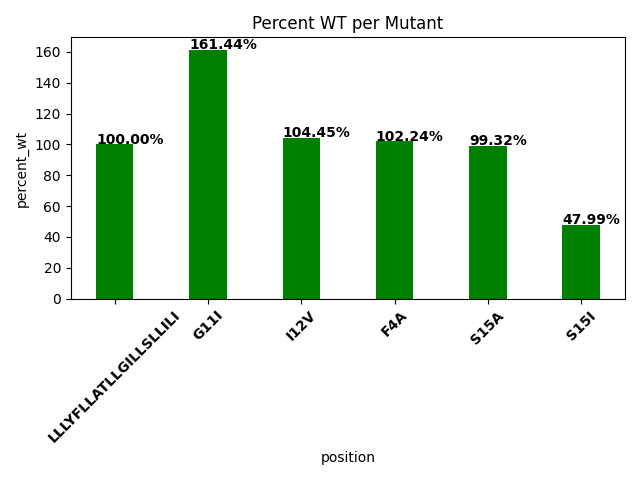 Percent WT per Mutant
percent_wt
160
140
120
100
80
60
40
20
0
100.00%
161.44%
104.45%
102.24%
99.32%
47.99%
LLLYFLLATLLGILLSLLILI
G11I
I12V
F4A
S15A
S15I
position